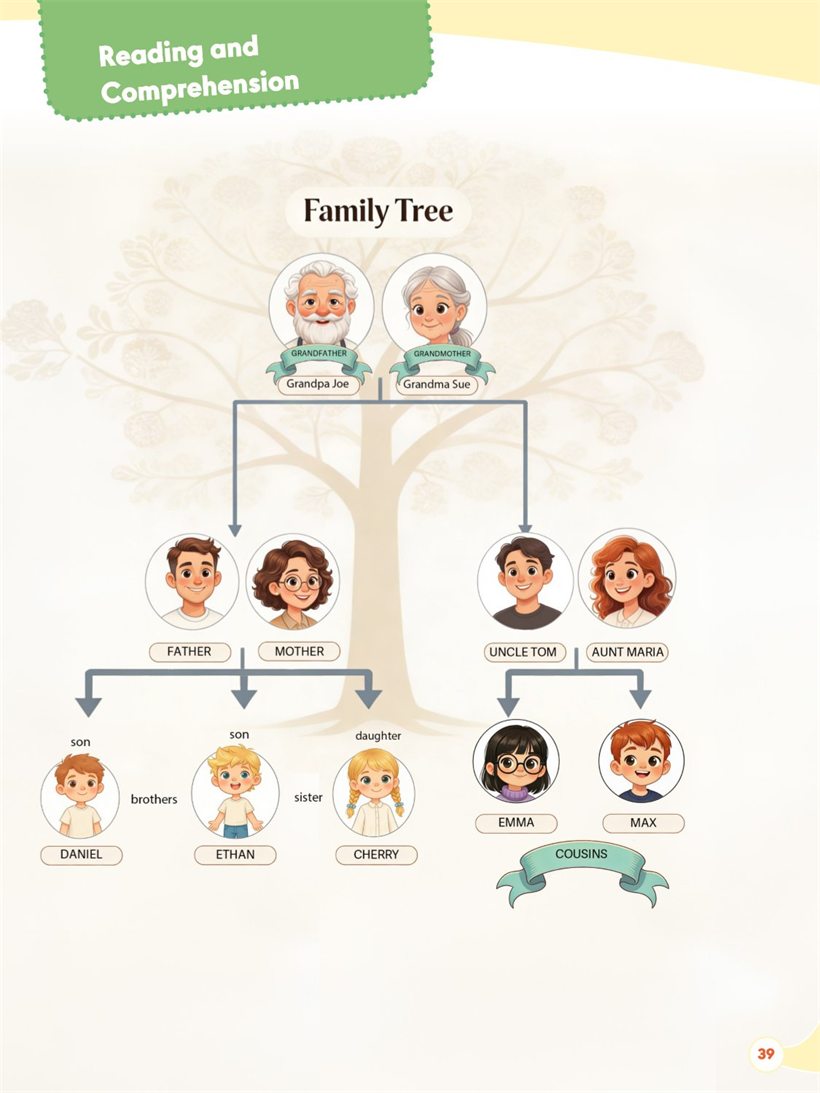 Reading and
Comprehension
Family Tree
GRANDFATHER
GRANDMOTHER
Grandpa Joe
Grandma Sue
FATHER
MOTHER
UNCLE TOM
AUNT MARIA
son
son
daughter
brothers
sister
DANIEL
ETHAN
CHERRY
EMMA
MAX
COUSINS
39